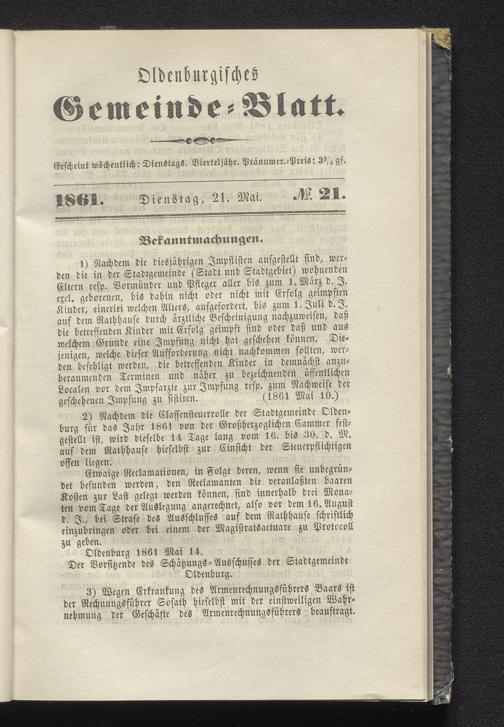 Oldenburgisches
Gemeinde-Blatt.
Erscheint wöchentlich: Dienstags. Vierteljähr. Pränumer.-Preis: 3¾ gſ.
1861. Dienstag, 21. Mai. № 21.
Bekanntmachungen.
1) Nachdem die diesjährigen Impflisten aufgestellt sind, wer-
den die in der Stadtgemeinde (Stadt und Stadtgebiet) wohnenden
Eltern resp. Vormünder und Pfleger aller bis zum 1. März d. J.
excl. geborenen, bis dahin nicht oder nicht mit Erfolg geimpften
Kinder, einerlei welchen Alters, aufgefordert, bis zum 1. Juli d. J.
auf dem Rathhause durch ärztliche Bescheinigung nachzuweisen, daß
die betreffenden Kinder mit Erfolg geimpft sind oder daß und aus
welchem Grunde eine Impfung nicht hat geschehen können. Die-
jenigen, welche dieser Aufforderung nicht nachkommen sollten, wer-
den befehligt werden, die betreffenden Kinder in demnächst anzu-
beraumenden Terminen und näher zu bezeichnenden öffentlichen
Localen vor dem Impfarzte zur Impfung resp. zum Nachweise der
geschehenen Impfung zu sistiren. (1861 Mai 10.)
2) Nachdem die Classensteuerrolle der Stadtgemeinde Olden-
burg für das Jahr 1861 von der Großherzoglichen Cammer fest-
gestellt ist, wird dieselbe 14 Tage lang vom 16. bis 30. d. M.
auf dem Rathhause hieselbst zur Einsicht der Steuerpflichtigen
offen liegen.
Etwaige Reclamationen, in Folge deren, wenn sie unbegrün-
det befunden werden, den Reclamanten die veranlaßten baaren
Kosten zur Last gelegt werden können, sind innerhalb drei Mona-
ten vom Tage der Auslegung angerechnet, also vor dem 16. August
d. J., bei Strafe des Ausschlusses auf dem Rathhause schriftlich
einzubringen oder bei einem der Magistratsactuare zu Protocoll
zu geben.
Oldenburg 1861 Mai 14.
Der Vorsitzende des Schätzungs-Ausschusses der Stadtgemeinde
Oldenburg.
3) Wegen Erkrankung des Armenrechnungsführers Baars ist
der Rechnungsführer Sosath hieselbst mit der einstweiligen Wahr-
nehmung der Geschäfte des Armenrechnungsführers beauftragt.